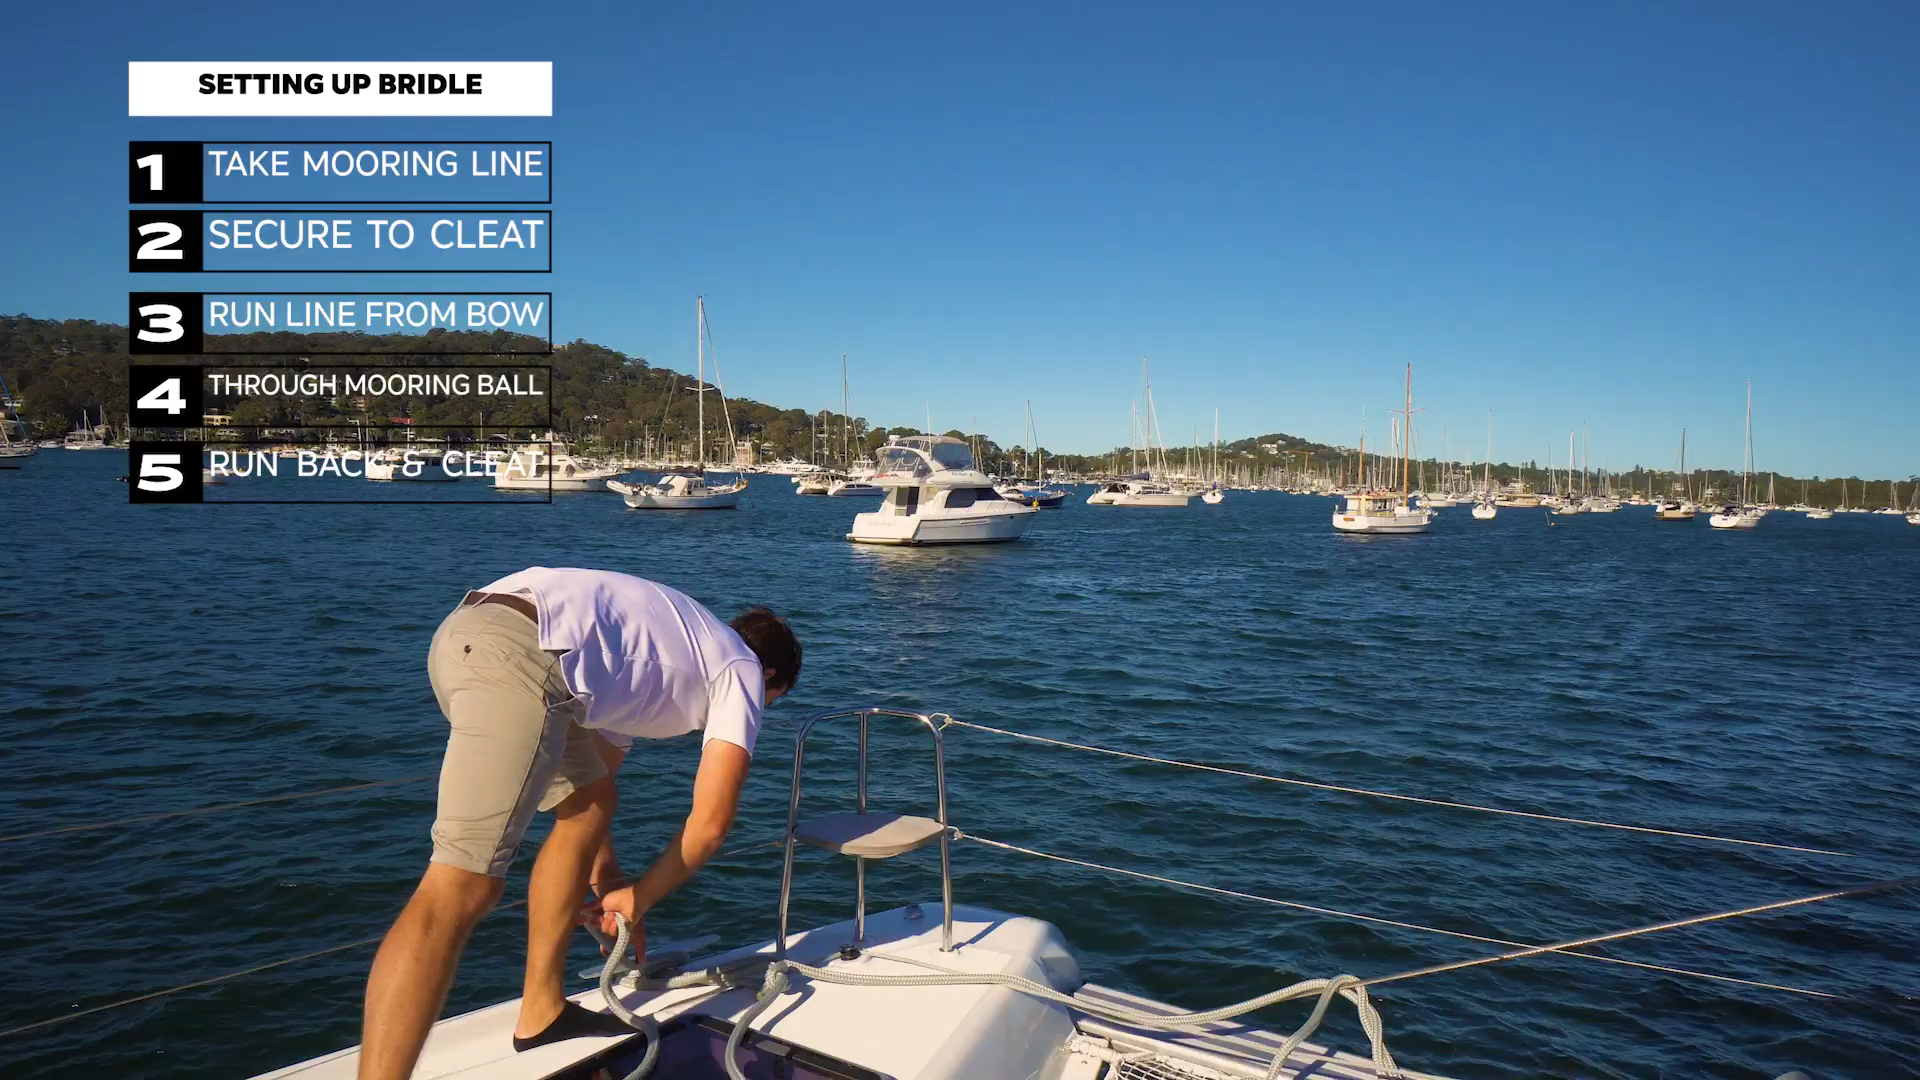 SETTING UP BRIDLE
1 TAKE MOORING LINE
2 SECURE TO CLEAT
3 RUN LINE FROM BOW
4 THROUGH MOORING BALL
5 RUN BACK & CLEAT